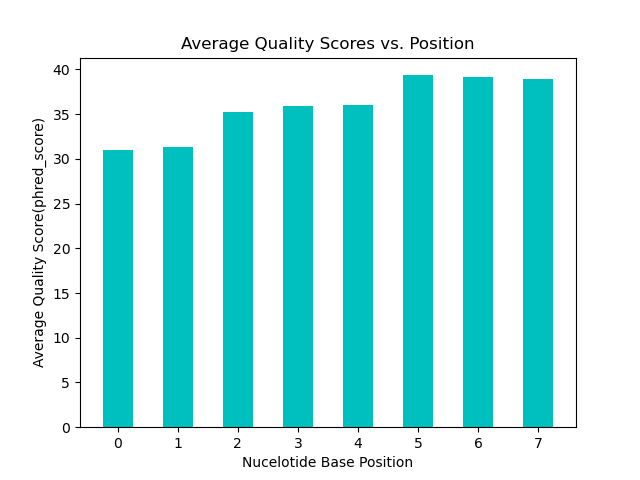 Average Quality Scores vs. Position
Average Quality Score(phred_score)
40
35
30
25
20
15
10
5
0
0 1 2 3 4 5 6 7
Nucelotide Base Position